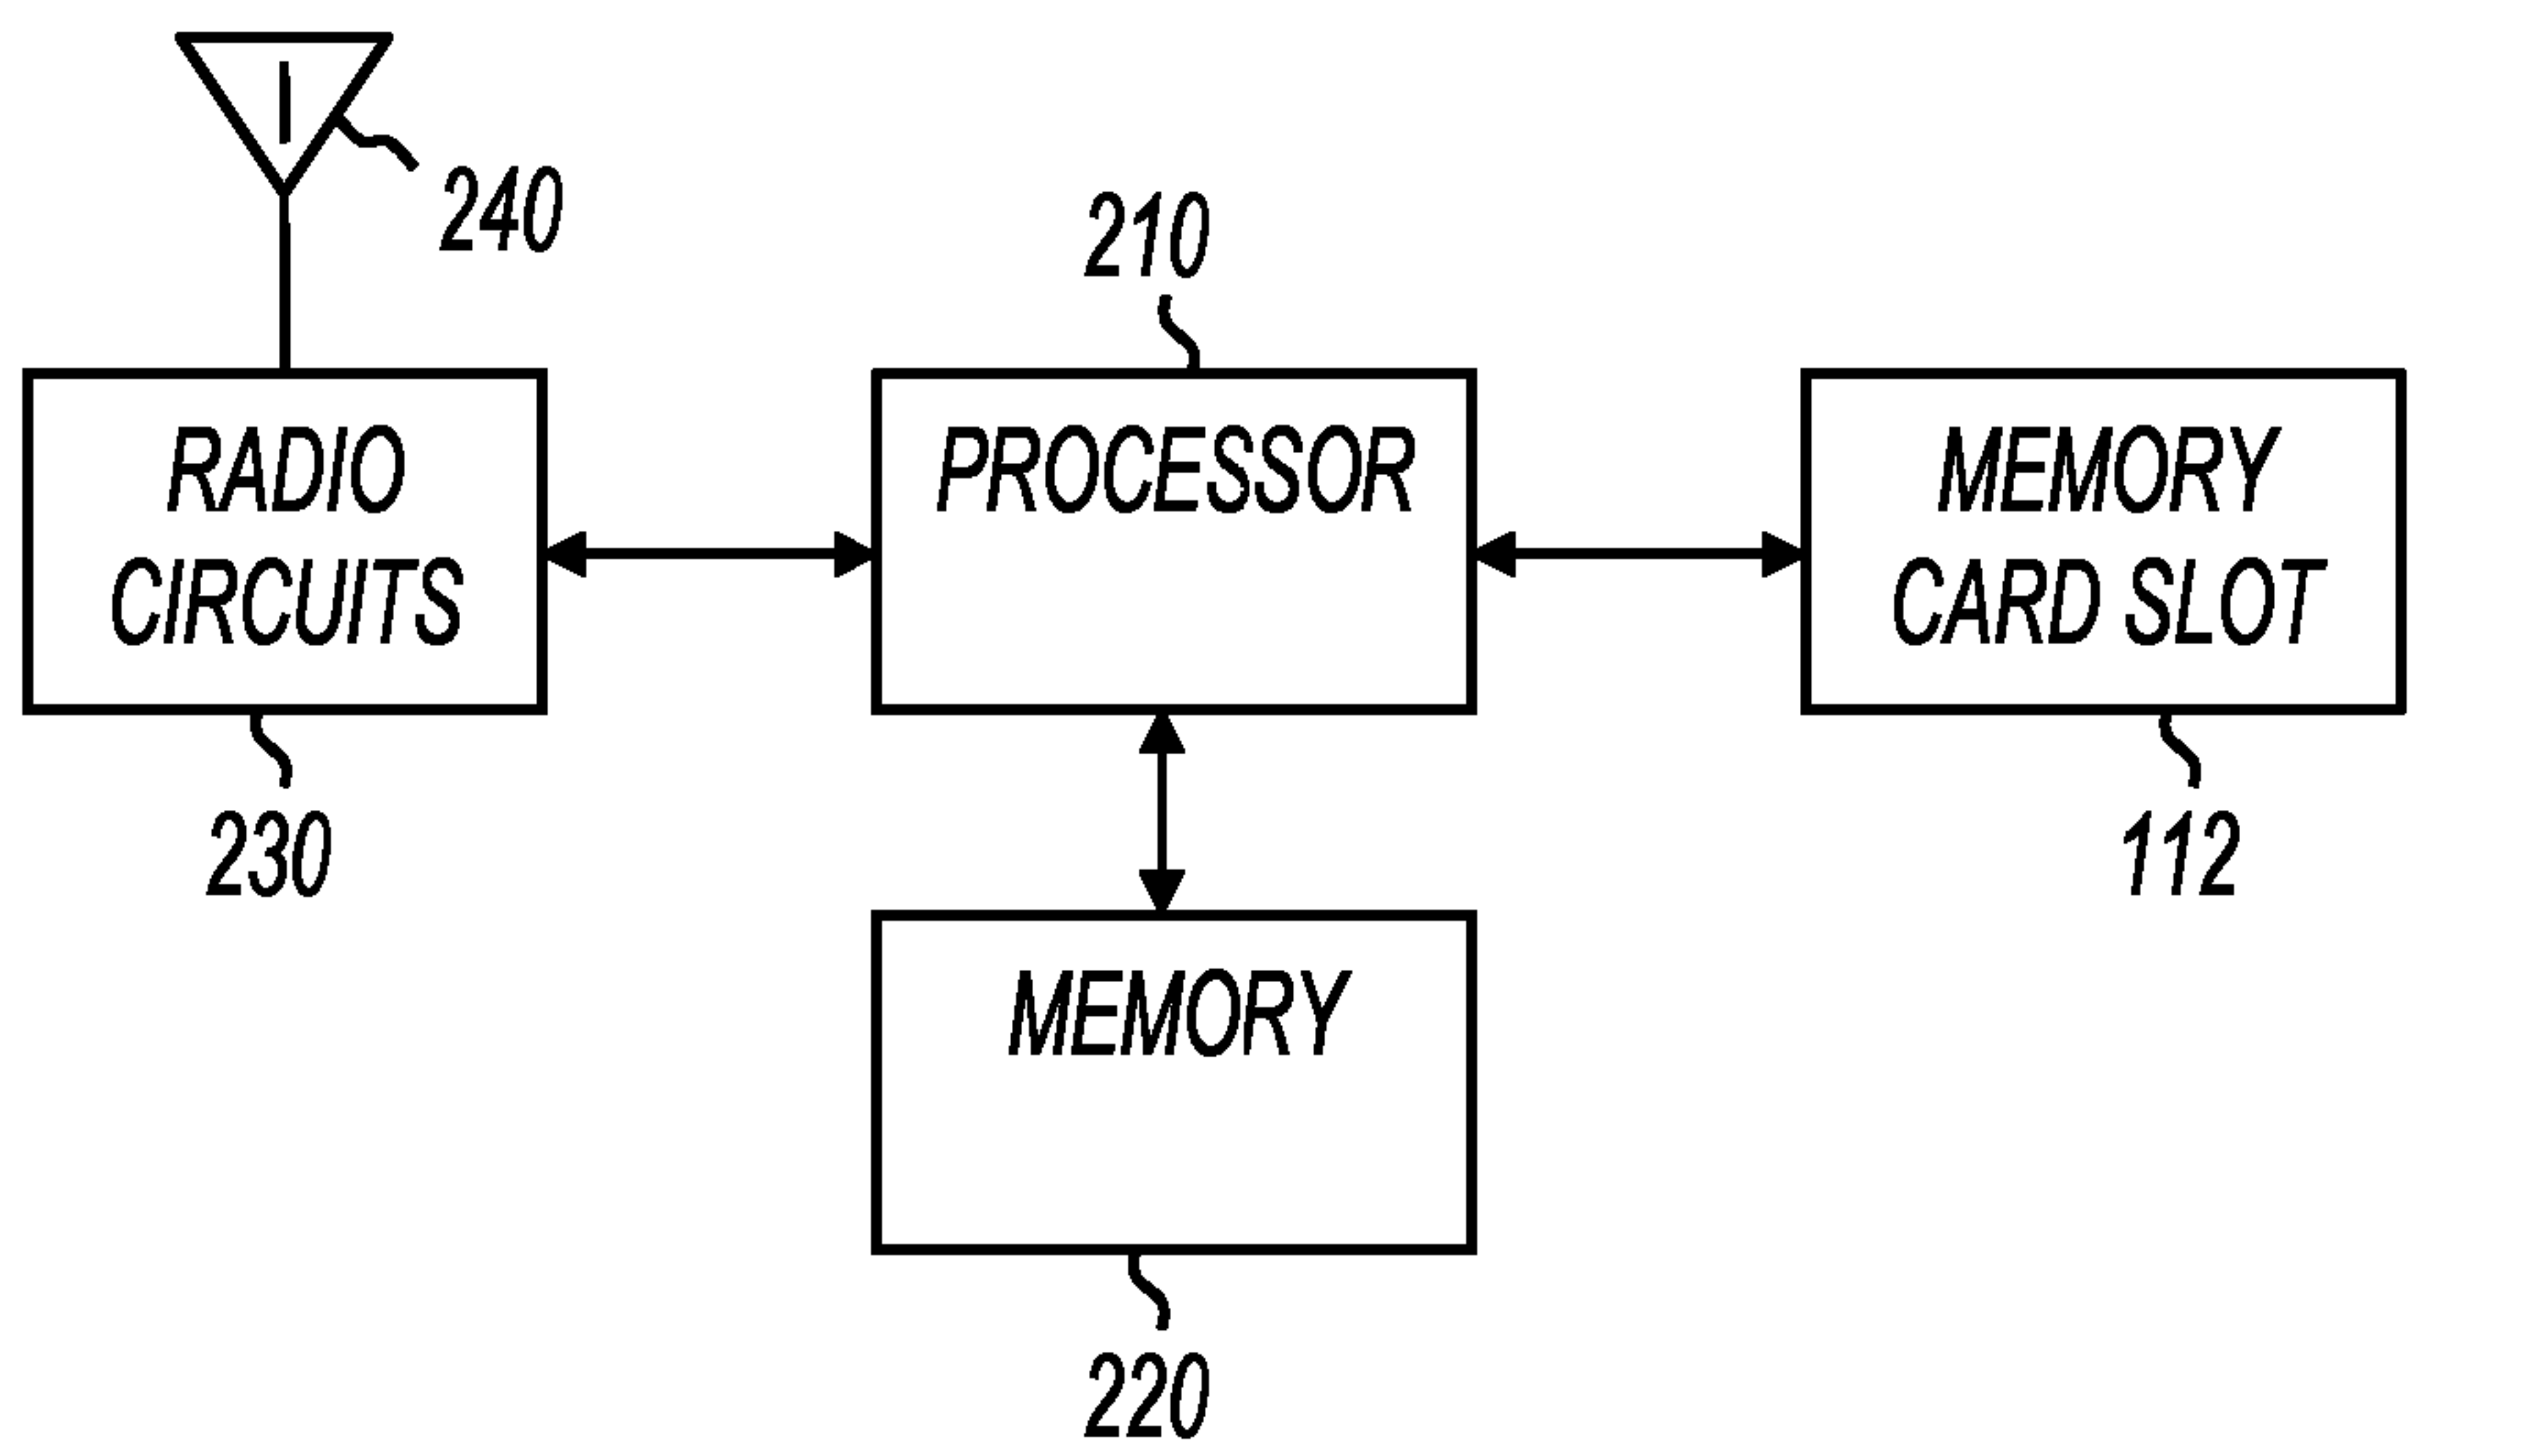 240
210
RADIO
CIRCUITS
PROCESSOR
MEMORY
CARD SLOT
230
112
MEMORY
220